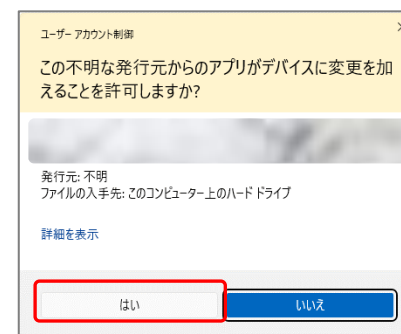 ユーザー アカウント制御
この不明な発行元からのアプリがデバイスに変更を加
えることを許可しますか?
発行元: 不明
ファイルの入手先: このコンピューター上のハード ドライブ
詳細を表示
はい
いいえ